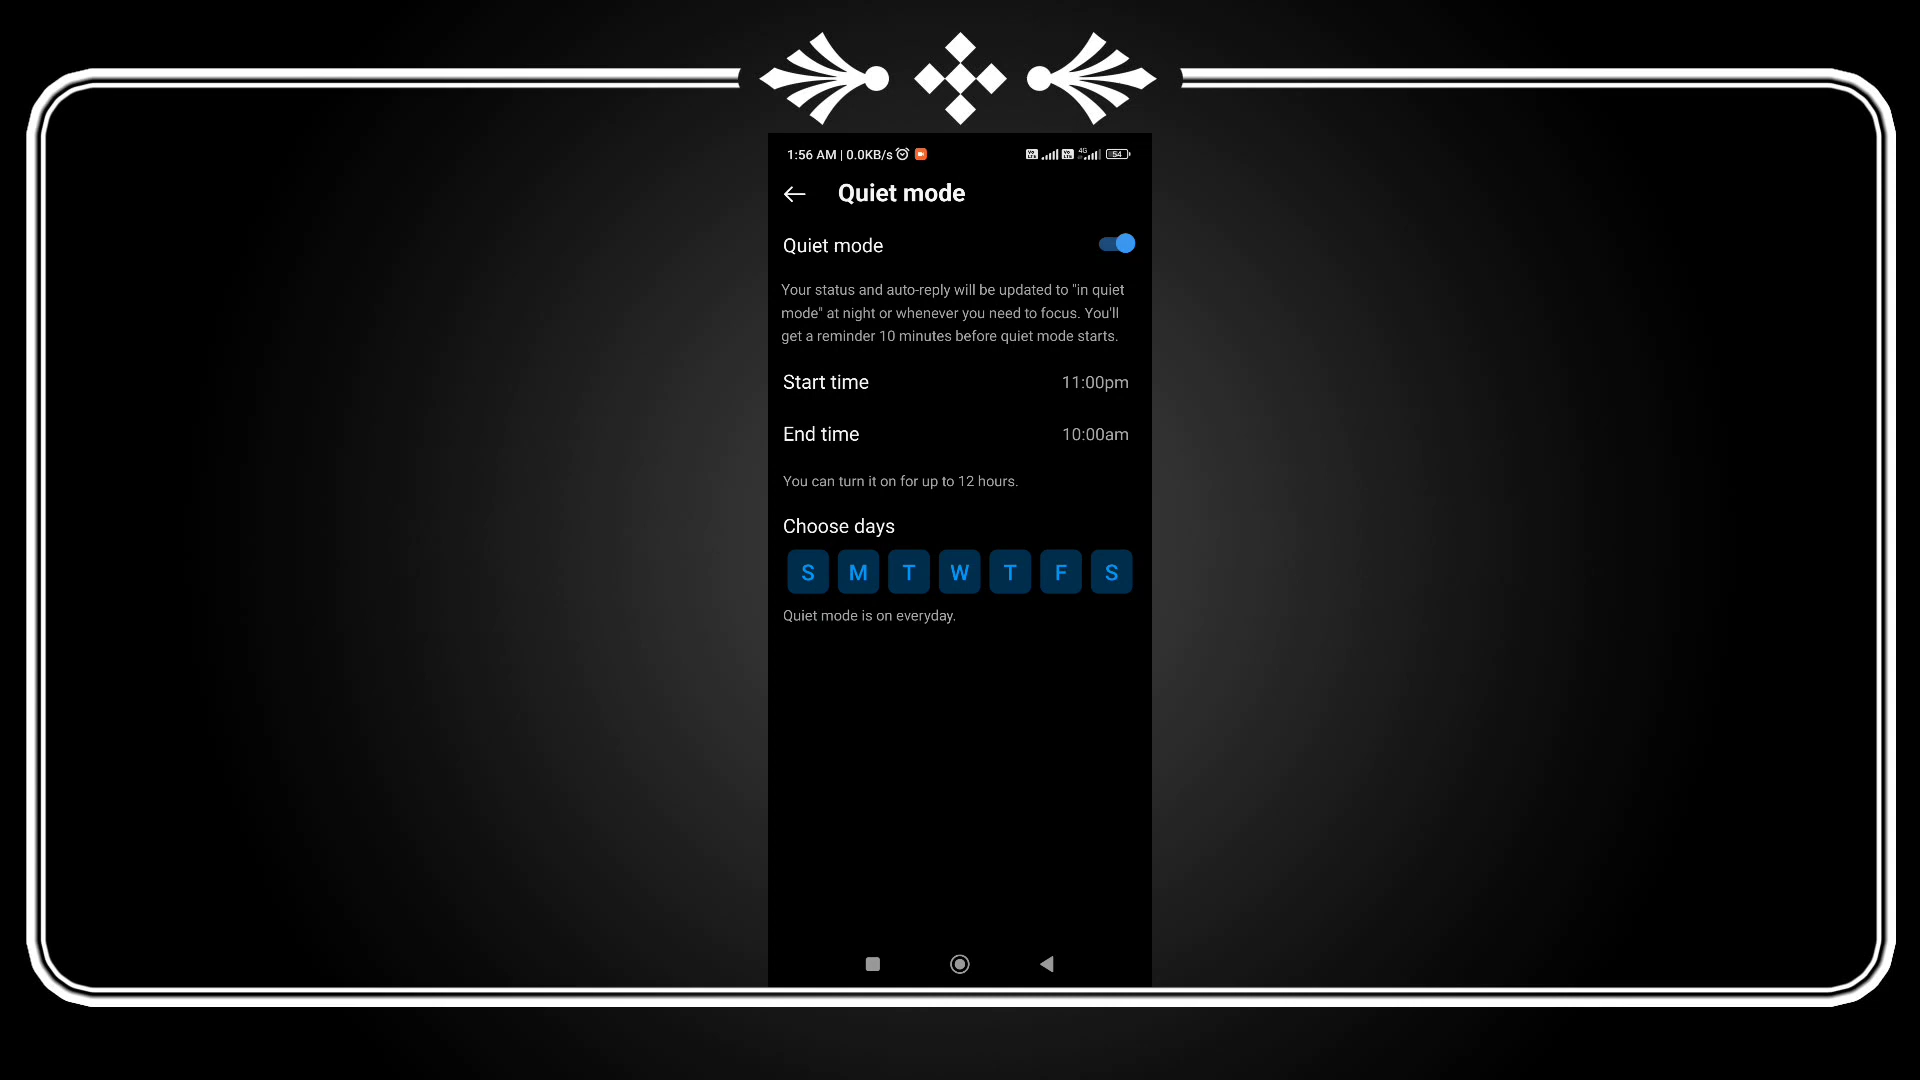 1:56 AM | 0.0KB/s
4G
54
Quiet mode
Quiet mode
Your status and auto-reply will be updated to "in quiet
mode" at night or whenever you need to focus. You'll
get a reminder 10 minutes before quiet mode starts.
Start time 11:00pm
End time 10:00am
You can turn it on for up to 12 hours.
Choose days
S M T W T F S
Quiet mode is on everyday.